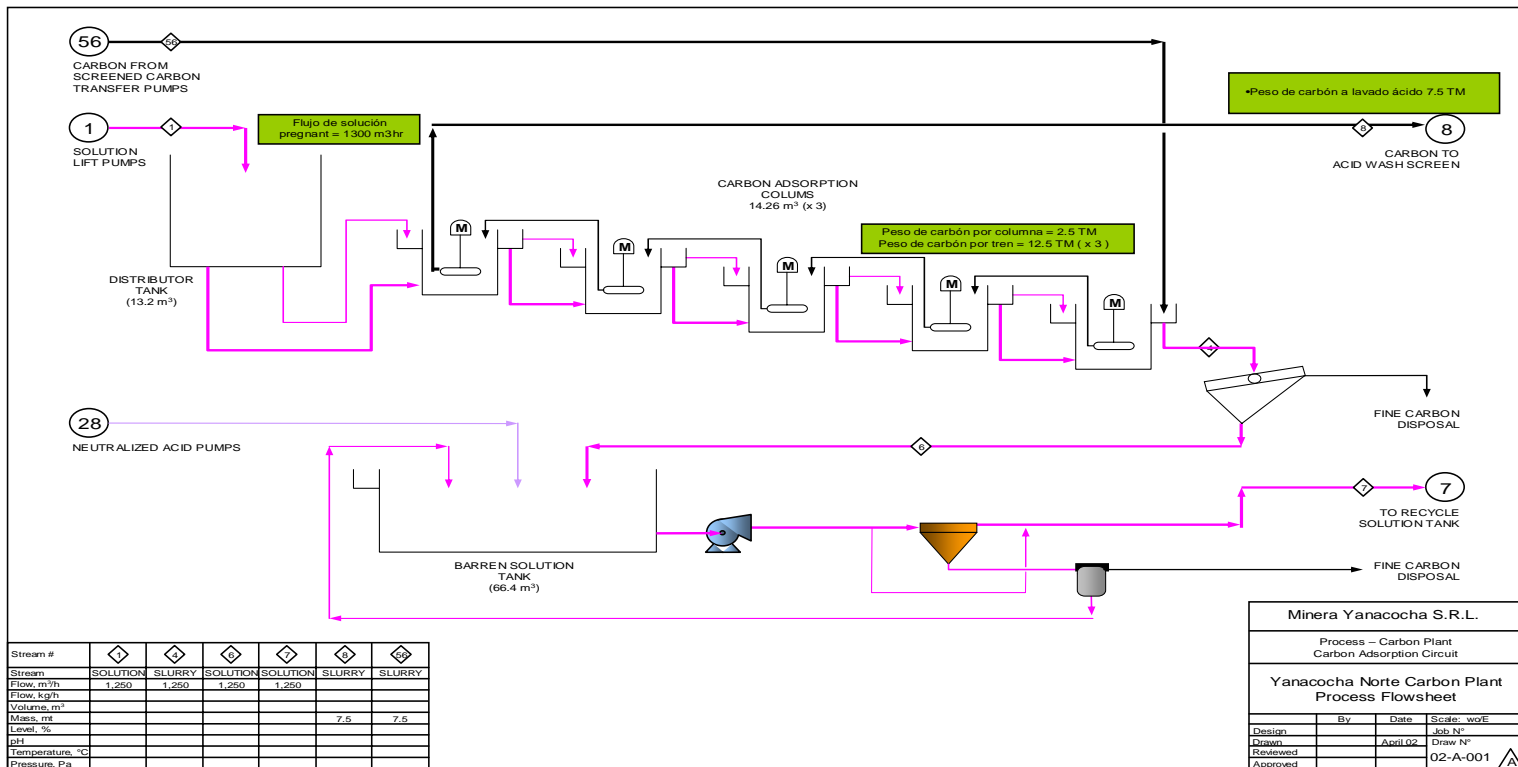 56
56
CARBON FROM
SCREENED CARBON
TRANSFER PUMPS
•Peso de carbón a lavado ácido 7.5 TM
1
1
SOLUTION
LIFT PUMPS
Flujo de solución
pregnant = 1300 m3hr
8
8
CARBON TO
ACID WASH SCREEN
CARBON ADSORPTION
COLUMS
14.26 m³ (x 3)
Peso de carbón por columna = 2.5 TM
Peso de carbón por tren = 12.5 TM ( x 3 )
M
M
M
M
M
DISTRIBUTOR
TANK
(13.2 m³)
4
FINE CARBON
DISPOSAL
28
NEUTRALIZED ACID PUMPS
6
7
7
TO RECYCLE
SOLUTION TANK
BARREN SOLUTION
TANK
(66.4 m³)
FINE CARBON
DISPOSAL
Stream # 1 4 6 7 8 56
Stream SOLUTION SLURRY SOLUTION SOLUTION SLURRY SLURRY
Flow, m³/h 1,250 1,250 1,250 1,250
Flow, kg/h
Volume, m³
Mass, mt 7.5 7.5
Level, %
pH
Temperature, °C
Pressure, Pa
Minera Yanacocha S.R.L.
Process – Carbon Plant
Carbon Adsorption Circuit
Yanacocha Norte Carbon Plant
Process Flowsheet
By Date Scale: wo/E
Design Job N°
Drawn April 02 Draw N°
Reviewed 02-A-001 A
Approved